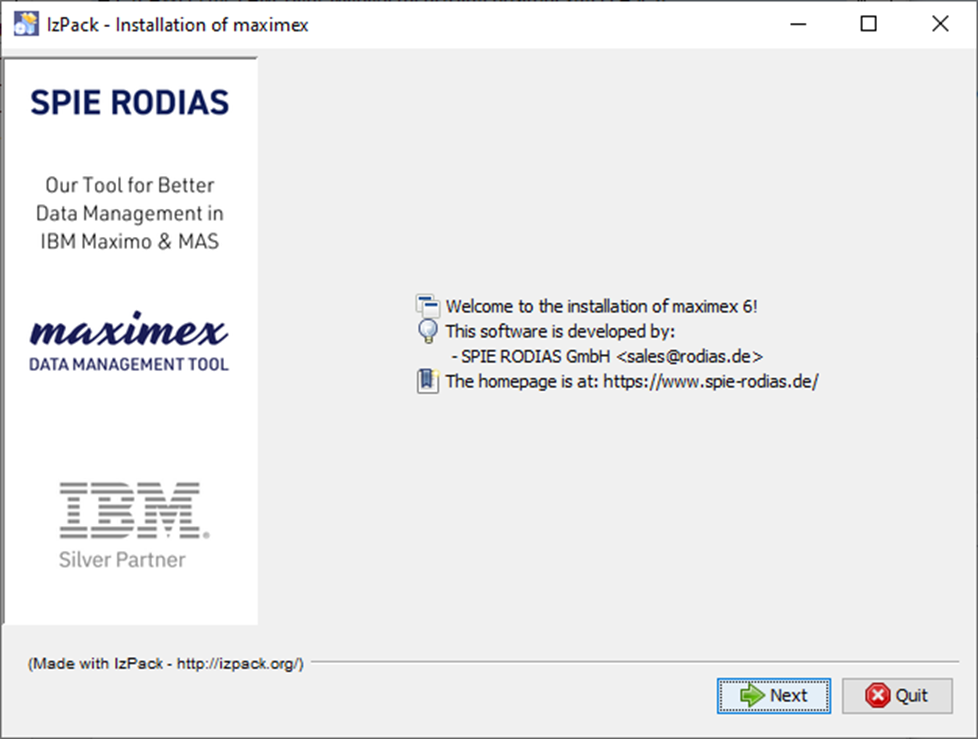 IzPack - Installation of maximex
SPIE RODIAS
Our Tool for Better
Data Management in
IBM Maximo & MAS
maximex
DATA MANAGEMENT TOOL
IBM®
Silver Partner
Welcome to the installation of maximex 6!
This software is developed by:
- SPIE RODIAS GmbH <sales@rodias.de>
The homepage is at: https://www.spie-rodias.de/
(Made with IzPack - http://izpack.org/)
Next
Quit